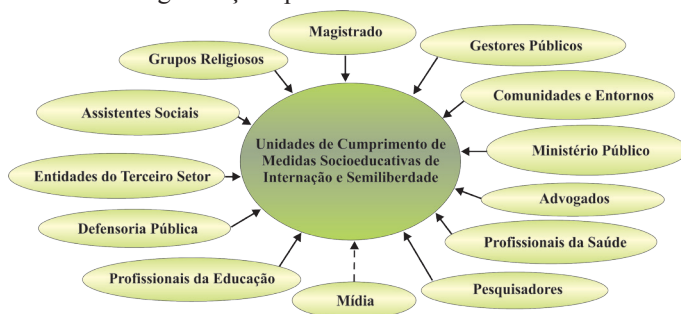 Magistrado
Grupos Religiosos
Gestores Públicos
Assistentes Sociais
Comunidades e Entornos
Unidades de Cumprimento de
Medidas Socioeducativas de
Internação e Semiliberdade
Ministério Público
Entidades do Terceiro Setor
Advogados
Defensoria Pública
Profissionais da Saúde
Profissionais da Educação
Mídia
Pesquisadores